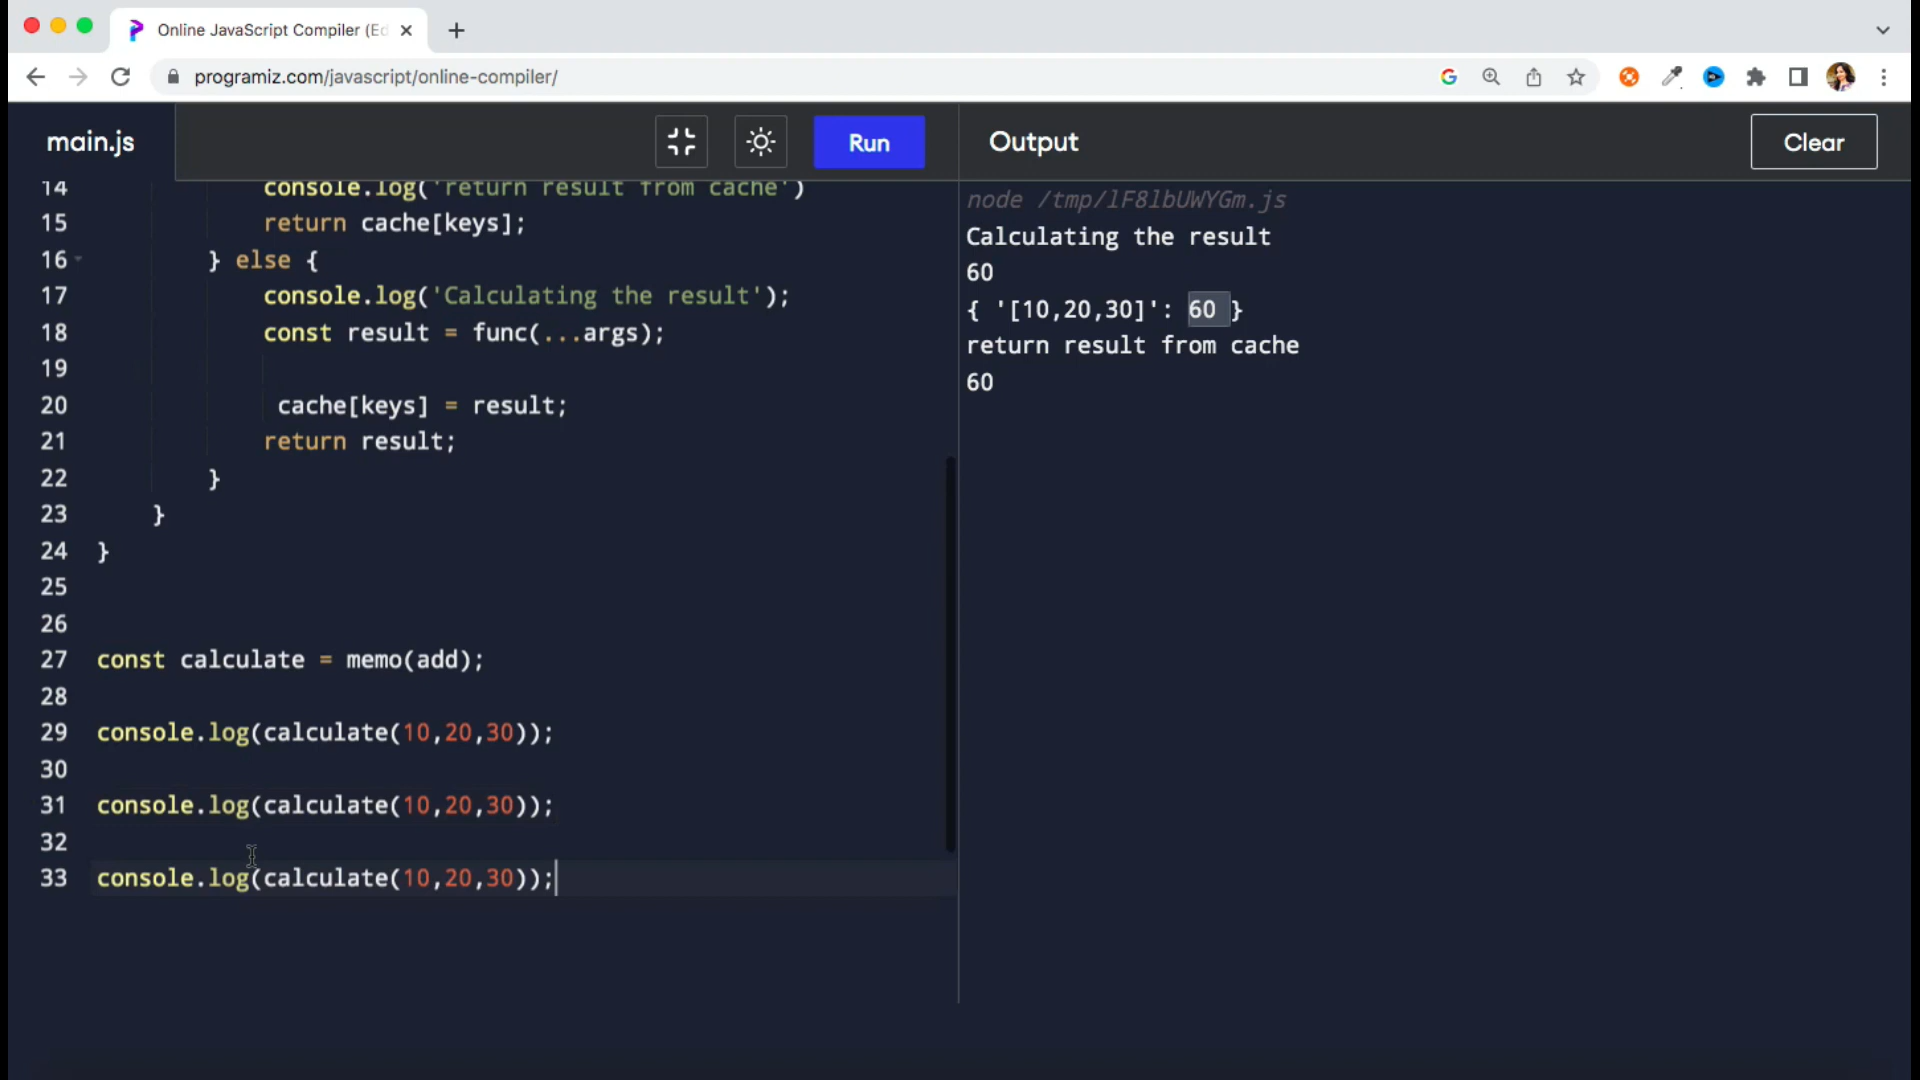 Online JavaScript Compiler (Ed
programiz.com/javascript/online-compiler/
main.js
Run
Output
Clear
14 console.log('return result from cache')
15 return cache[keys];
16 } else {
17 console.log('Calculating the result');
18 const result = func(...args);
19
20 cache[keys] = result;
21 return result;
22 }
23 }
24 }
25
26
27 const calculate = memo(add);
28
29 console.log(calculate(10,20,30));
30
31 console.log(calculate(10,20,30));
32
33 console.log(calculate(10,20,30));
node /tmp/lF8lbUWYGm.js
Calculating the result
60
{ '[10,20,30]': 60 }
return result from cache
60